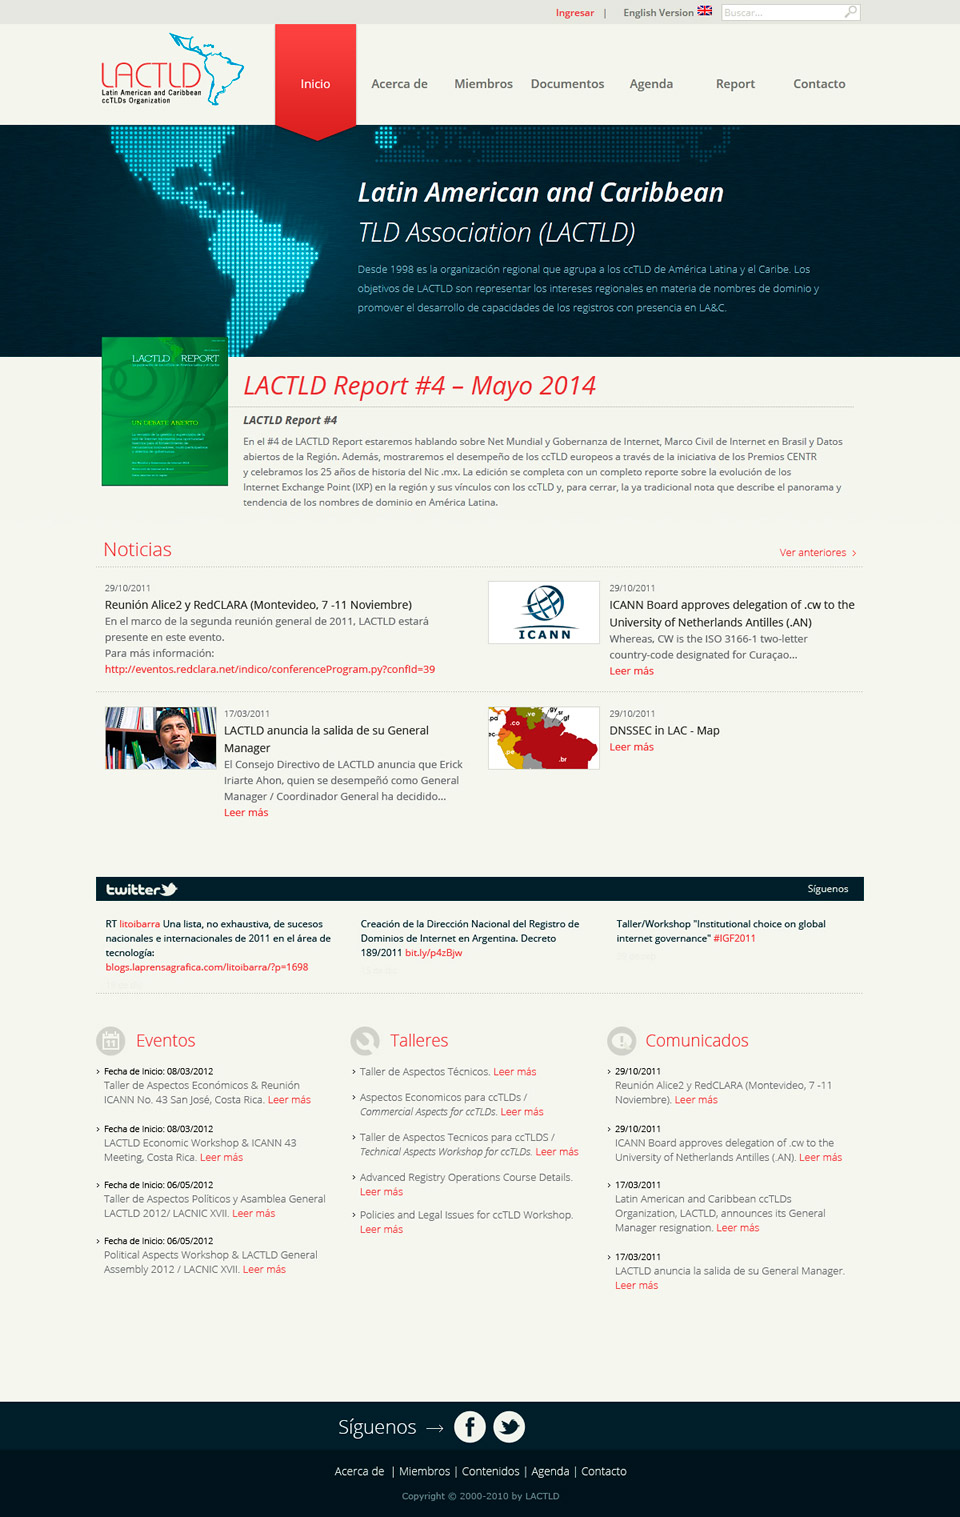 Ingresar | English Version Buscar...
LACTLD
Latin American and Caribbean
ccTLDs Organization
Inicio Acerca de Miembros Documentos Agenda Report Contacto
Latin American and Caribbean
TLD Association (LACTLD)
Desde 1998 es la organización regional que agrupa a los ccTLD de América Latina y el Caribe. Los
objetivos de LACTLD son representar los intereses regionales en materia de nombres de dominio y
promover el desarrollo de capacidades de los registros con presencia en LA&C.
LACTLD REPORT
UN DEBATE ABIERTO
LACTLD Report #4 – Mayo 2014
LACTLD Report #4
En el #4 de LACTLD Report estaremos hablando sobre Net Mundial y Gobernanza de Internet, Marco Civil de Internet en Brasil y Datos
abiertos de la Región. Además, mostraremos el desempeño de los ccTLD europeos a través de la iniciativa de los Premios CENTR
y celebramos los 25 años de historia del Nic .mx. La edición se completa con un completo reporte sobre la evolución de los
Internet Exchange Point (IXP) en la región y sus vínculos con los ccTLD y, para cerrar, la ya tradicional nota que describe el panorama y
tendencia de los nombres de dominio en América Latina.
Noticias
Ver anteriores
29/10/2011
Reunión Alice2 y RedCLARA (Montevideo, 7 -11 Noviembre)
En el marco de la segunda reunión general de 2011, LACTLD estará
presente en este evento.
Para más información:
http://eventos.redclara.net/indico/conferenceProgram.py?confId=39
ICANN
29/10/2011
ICANN Board approves delegation of .cw to the
University of Netherlands Antilles (.AN)
Whereas, CW is the ISO 3166-1 two-letter
country-code designated for Curaçao...
Leer más
17/03/2011
LACTLD anuncia la salida de su General
Manager
El Consejo Directivo de LACTLD anuncia que Erick
Iriarte Ahon, quien se desempeñó como General
Manager / Coordinador General ha decidido...
Leer más
.pa
.co
.ve
gy
.sr
.gf
ec
.pe
.br
29/10/2011
DNSSEC in LAC - Map
Leer más
twitter
Síguenos
RT litoibarra Una lista, no exhaustiva, de sucesos
nacionales e internacionales de 2011 en el área de
tecnología:
blogs.laprensagrafica.com/litoibarra/?p=1698
Creación de la Dirección Nacional del Registro de
Dominios de Internet en Argentina. Decreto
189/2011 bit.ly/p4zBjw
Taller/Workshop "Institutional choice on global
internet governance" #IGF2011
11
Eventos
Fecha de Inicio: 08/03/2012
Taller de Aspectos Económicos & Reunión
ICANN No. 43 San José, Costa Rica. Leer más
Fecha de Inicio: 08/03/2012
LACTLD Economic Workshop & ICANN 43
Meeting, Costa Rica. Leer más
Fecha de Inicio: 06/05/2012
Taller de Aspectos Políticos y Asamblea General
LACTLD 2012/ LACNIC XVII. Leer más
Fecha de Inicio: 06/05/2012
Political Aspects Workshop & LACTLD General
Assembly 2012 / LACNIC XVII. Leer más
Talleres
Taller de Aspectos Técnicos. Leer más
Aspectos Economicos para ccTLDs /
Commercial Aspects for ccTLDs. Leer más
Taller de Aspectos Tecnicos para ccTLDS /
Technical Aspects Workshop for ccTLDs. Leer más
Advanced Registry Operations Course Details.
Leer más
Policies and Legal Issues for ccTLD Workshop.
Leer más
Comunicados
29/10/2011
Reunión Alice2 y RedCLARA (Montevideo, 7 -11
Noviembre). Leer más
29/10/2011
ICANN Board approves delegation of .cw to the
University of Netherlands Antilles (.AN). Leer más
17/03/2011
Latin American and Caribbean ccTLDs
Organization, LACTLD, announces its General
Manager resignation. Leer más
17/03/2011
LACTLD anuncia la salida de su General Manager.
Leer más
Síguenos
Acerca de | Miembros | Contenidos | Agenda | Contacto
Copyright © 2000-2010 by LACTLD